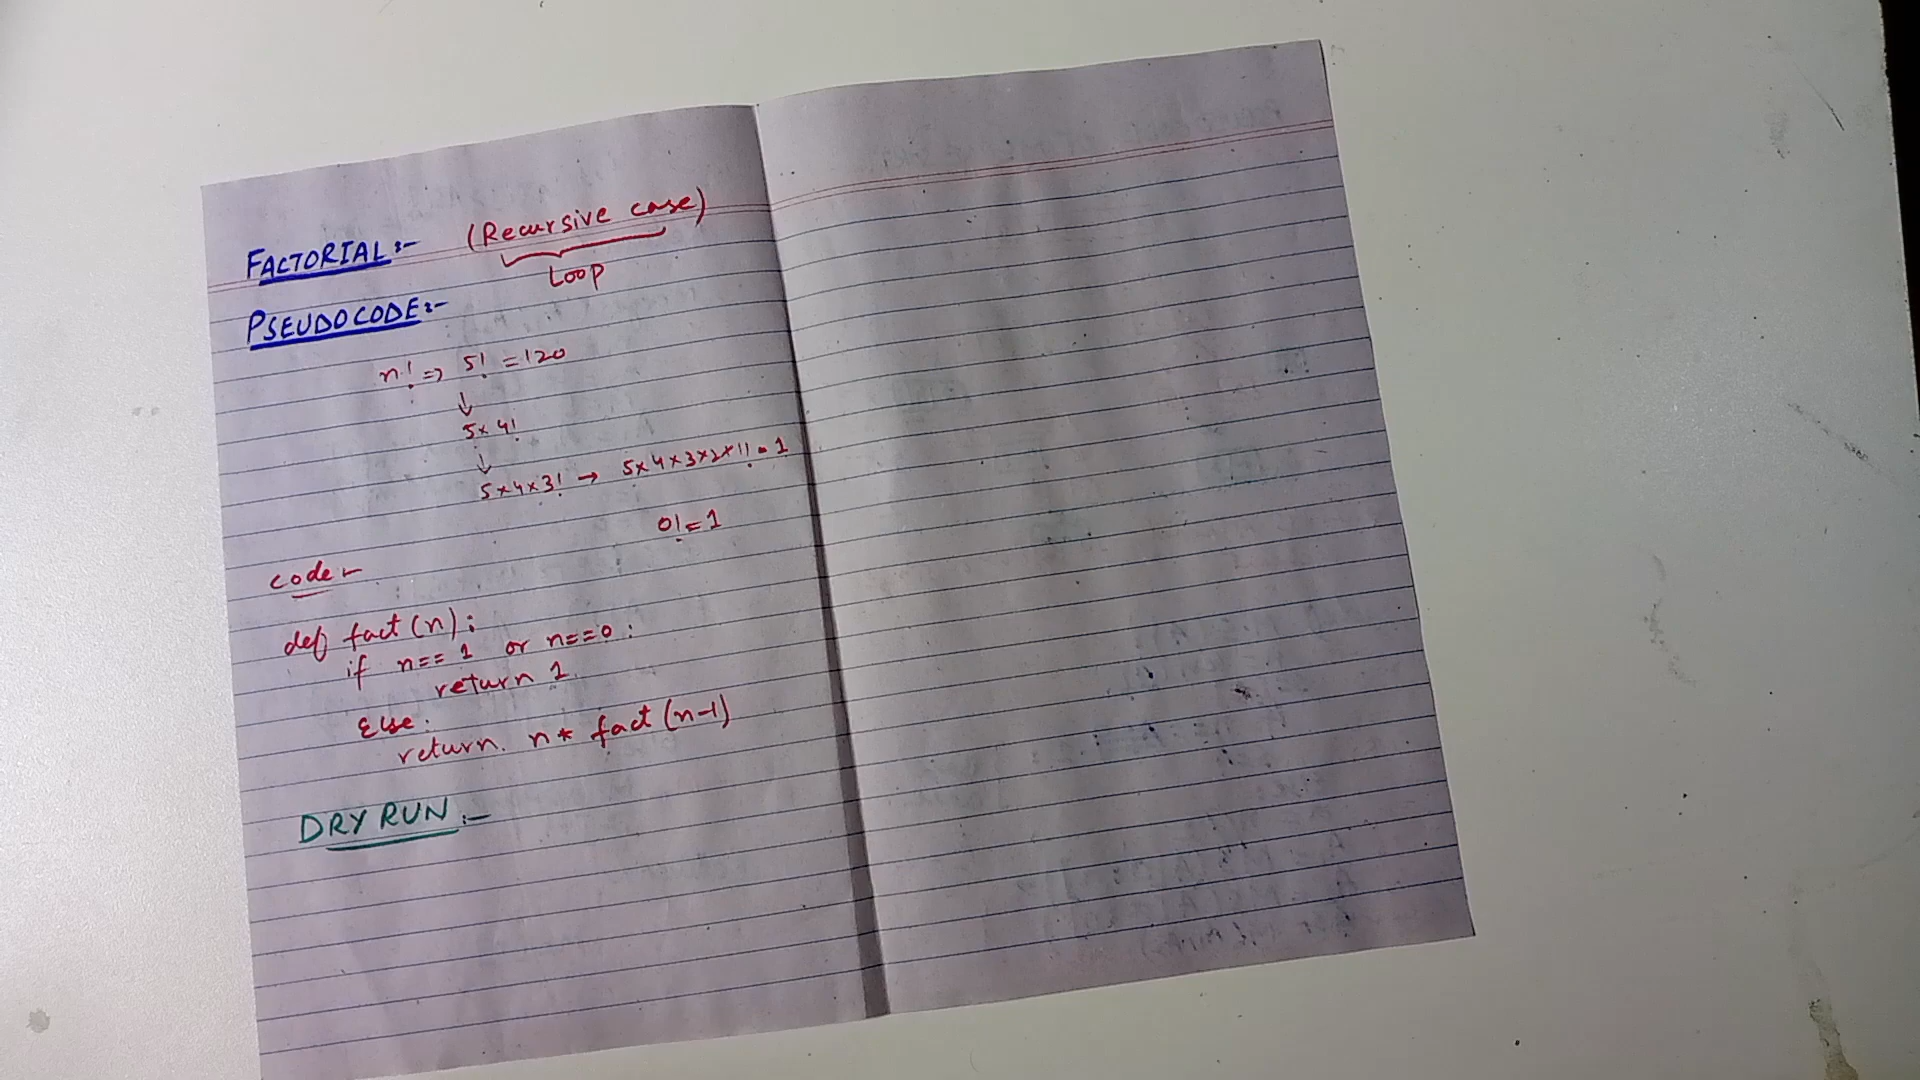 FACTORIAL:- (Recursive case)
Loop
PSEUDOCODE:-
n! => 5! = 120
↓
5 x 4!
↓
5 x 4 x 3! → 5 x 4 x 3 x 2 x 1! = 1
0! = 1
code:-
def fact (n):
if n == 1 or n==0:
return 1
Else:
return n * fact (n-1)
DRY RUN:-